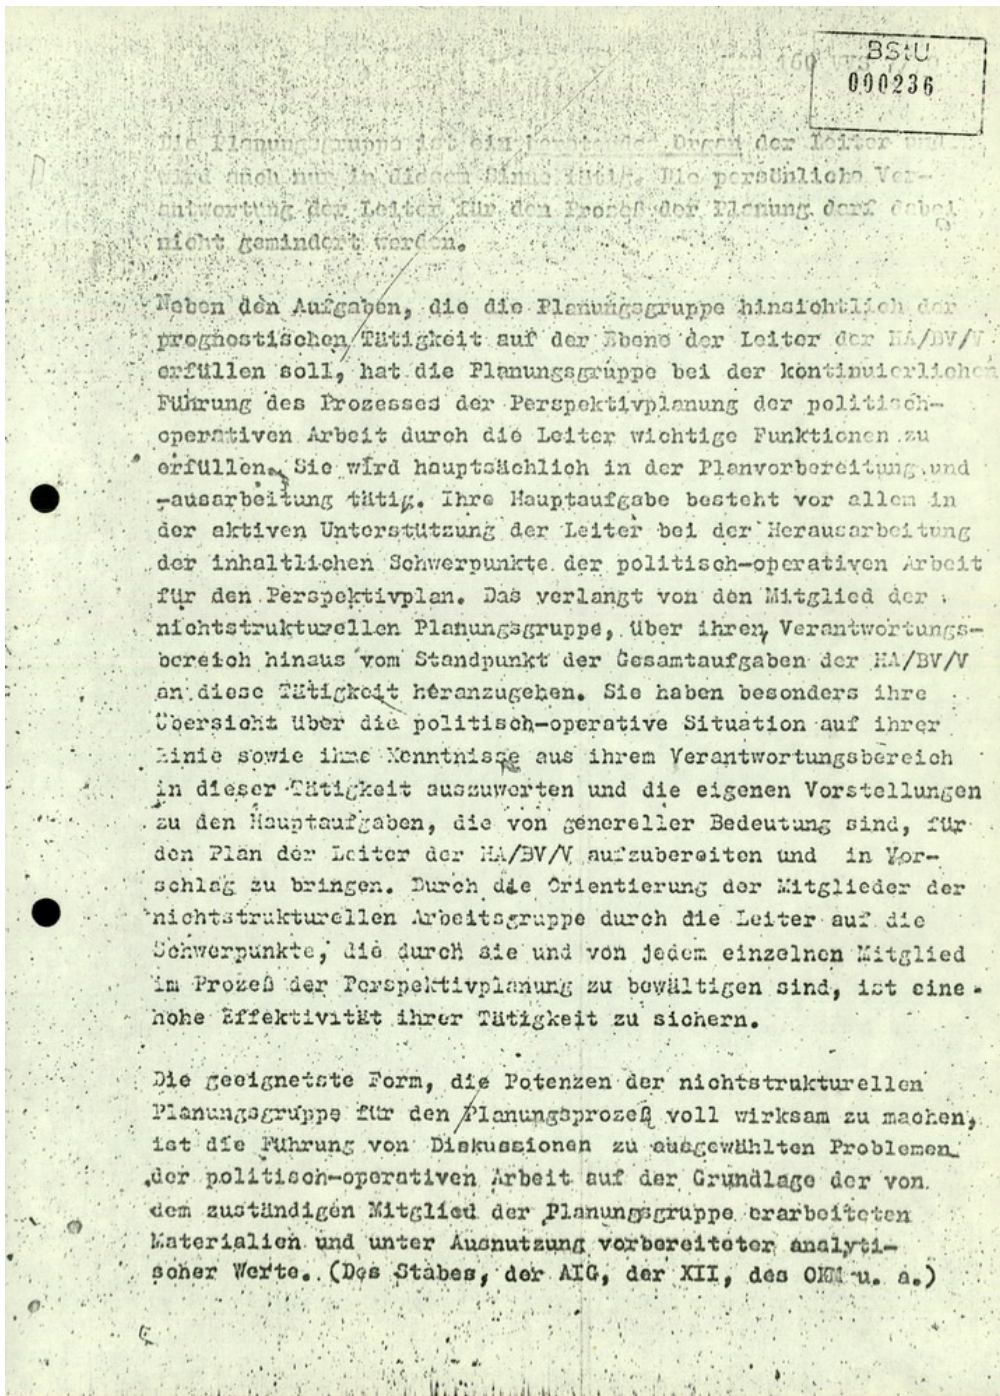 BStU
000236
Die Planungsgruppe ist ein beratendes Organ der Leiter und
wird auch nur in diesem Sinne tätig. Die persönliche Ver-
antwortung der Leiter für den Prozeß der Planung darf dabei
nicht gemindert werden.
Neben den Aufgaben, die die Planungsgruppe hinsichtlich der
prognostischen Tätigkeit auf der Ebene der Leiter der HA/BV/V
erfüllen soll, hat die Planungsgruppe bei der kontinuierlichen
Führung des Prozesses der Perspektivplanung der politisch-
operativen Arbeit durch die Leiter wichtige Funktionen zu
erfüllen. Sie wird hauptsächlich in der Planvorbereitung und
-ausarbeitung tätig. Ihre Hauptaufgabe besteht vor allem in
der aktiven Unterstützung der Leiter bei der Herausarbeitung
der inhaltlichen Schwerpunkte der politisch-operativen Arbeit
für den Perspektivplan. Das verlangt von den Mitglied der
nichtstrukturellen Planungsgruppe, über ihren Verantwortungs-
bereich hinaus vom Standpunkt der Gesamtaufgaben der HA/BV/V
an diese Tätigkeit heranzugehen. Sie haben besonders ihre
Übersicht über die politisch-operative Situation auf ihrer
Linie sowie ihre Kenntnisse aus ihrem Verantwortungsbereich
in dieser Tätigkeit auszuwerten und die eigenen Vorstellungen
zu den Hauptaufgaben, die von genereller Bedeutung sind, für
den Plan der Leiter der HA/BV/V aufzubereiten und in Vor-
schlag zu bringen. Durch die Orientierung der Mitglieder der
nichtstrukturellen Arbeitsgruppe durch die Leiter auf die
Schwerpunkte, die durch sie und von jedem einzelnen Mitglied
im Prozeß der Perspektivplanung zu bewältigen sind, ist eine
hohe Effektivität ihrer Tätigkeit zu sichern.
Die geeignetste Form, die Potenzen der nichtstrukturellen
Planungsgruppe für den Planungsprozeß voll wirksam zu machen,
ist die Führung von Diskussionen zu ausgewählten Problemen
der politisch-operativen Arbeit auf der Grundlage der von
dem zuständigen Mitglied der Planungsgruppe erarbeiteten
Materialien und unter Ausnutzung vorbereiteter analyti-
scher Werte. (Des Stabes, der AIG, der XII, des OKM u. a.)